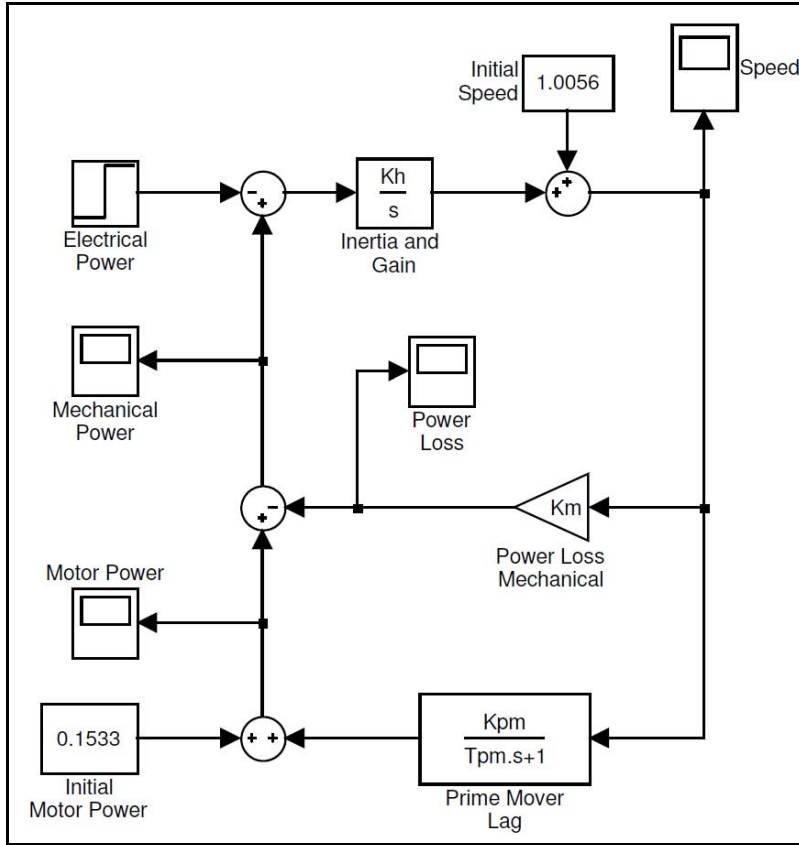 Initial
Speed
1.0056
Speed
-
+
Kh
s
Inertia and
Gain
+
+
Electrical
Power
Mechanical
Power
Power
Loss
-
+
Km
Power Loss
Mechanical
Motor Power
0.1533
Initial
Motor Power
+ +
Kpm
Tpm.s+1
Prime Mover
Lag